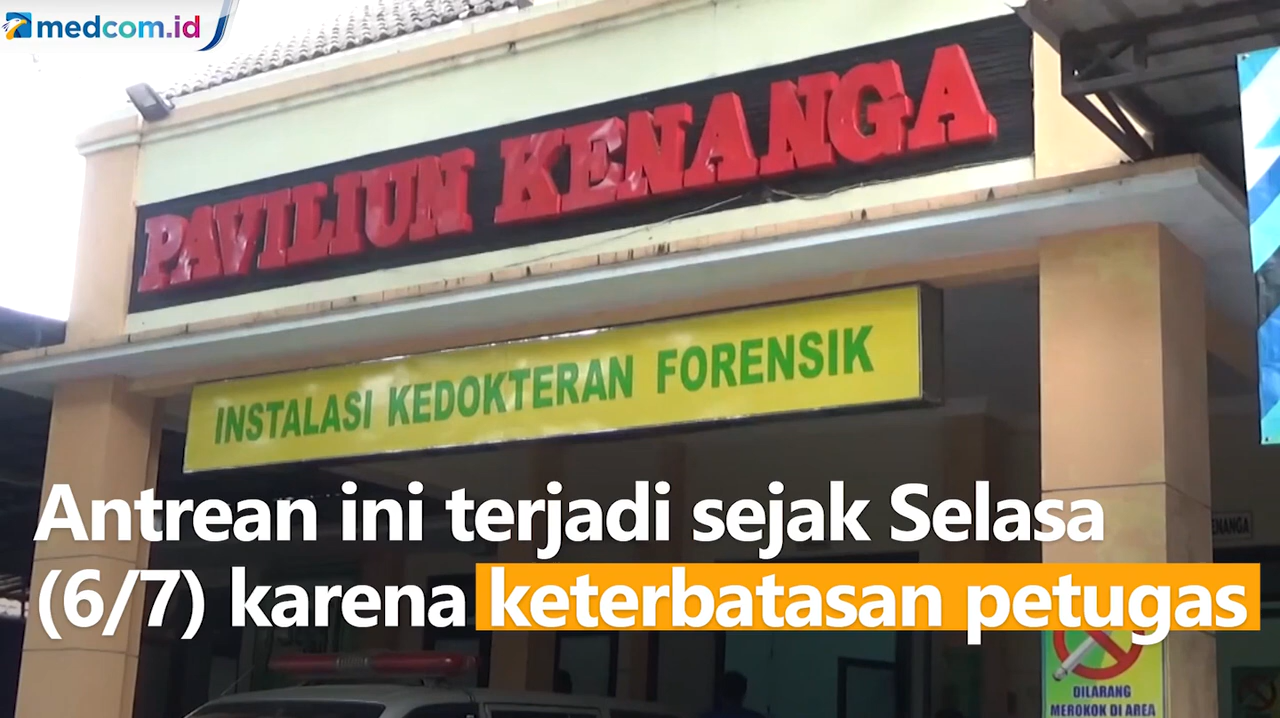 medcom.id
PAVILIUN KENANGA
INSTALASI KEDOKTERAN FORENSIK
Antrean ini terjadi sejak Selasa
(6/7) karena keterbatasan petugas
KENANGA
DILARANG
MEROKOK DI AREA